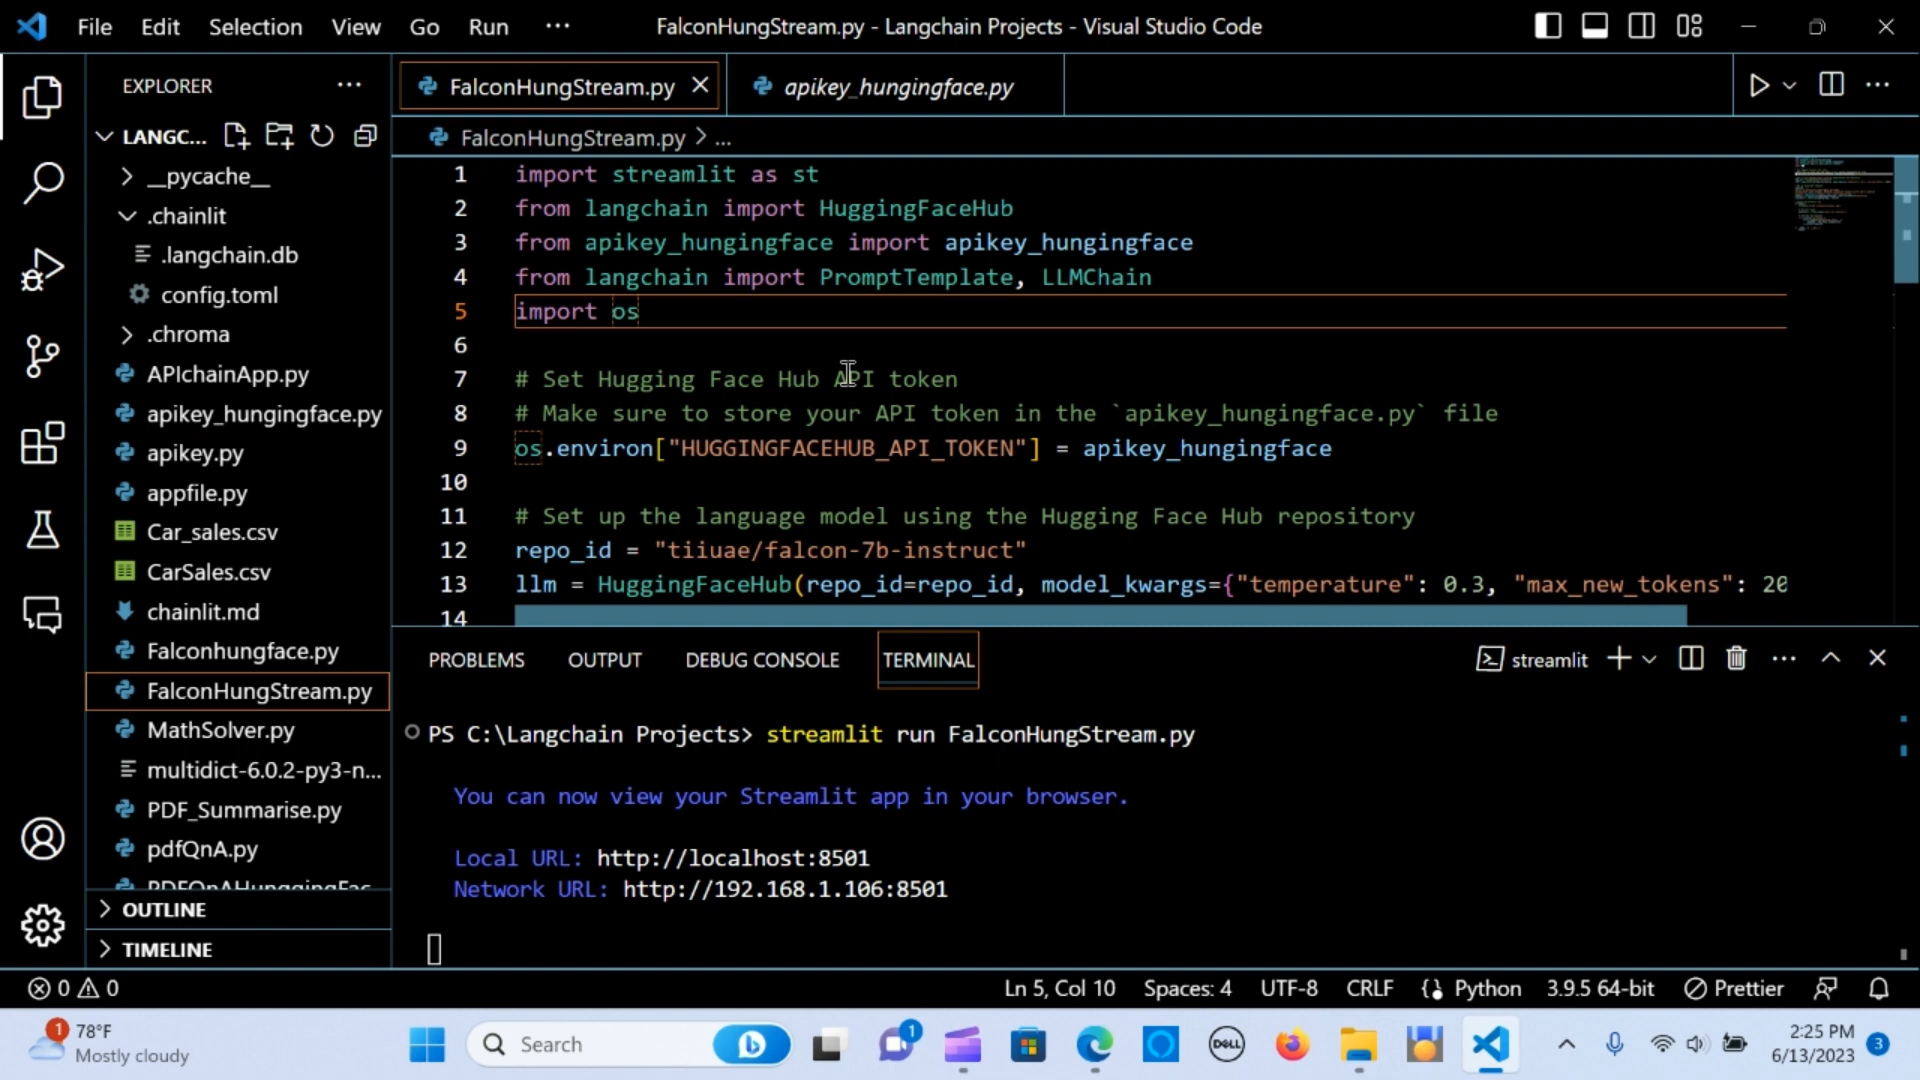 File Edit Selection View Go Run ··· FalconHungStream.py - Langchain Projects - Visual Studio Code
EXPLORER ···
LANGC...
__pycache__
.chainlit
.langchain.db
config.toml
.chroma
APIchainApp.py
apikey_hungingface.py
apikey.py
appfile.py
Car_sales.csv
CarSales.csv
chainlit.md
Falconhungface.py
FalconHungStream.py
MathSolver.py
multidict-6.0.2-py3-n...
PDF_Summarise.py
pdfQnA.py
PDFQnAHunggingFac...
OUTLINE
TIMELINE
FalconHungStream.py apikey_hungingface.py
FalconHungStream.py > ...
1 import streamlit as st
2 from langchain import HuggingFaceHub
3 from apikey_hungingface import apikey_hungingface
4 from langchain import PromptTemplate, LLMChain
5 import os
6
7 # Set Hugging Face Hub API token
8 # Make sure to store your API token in the `apikey_hungingface.py` file
9 os.environ["HUGGINGFACEHUB_API_TOKEN"] = apikey_hungingface
10
11 # Set up the language model using the Hugging Face Hub repository
12 repo_id = "tiiuae/falcon-7b-instruct"
13 llm = HuggingFaceHub(repo_id=repo_id, model_kwargs={"temperature": 0.3, "max_new_tokens": 20
14
PROBLEMS OUTPUT DEBUG CONSOLE TERMINAL streamlit
PS C:\Langchain Projects> streamlit run FalconHungStream.py
You can now view your Streamlit app in your browser.
Local URL: http://localhost:8501
Network URL: http://192.168.1.106:8501
0 0 Ln 5, Col 10 Spaces: 4 UTF-8 CRLF Python 3.9.5 64-bit Prettier
1 78°F
Mostly cloudy
Search
1
DELL
2:25 PM
6/13/2023
3